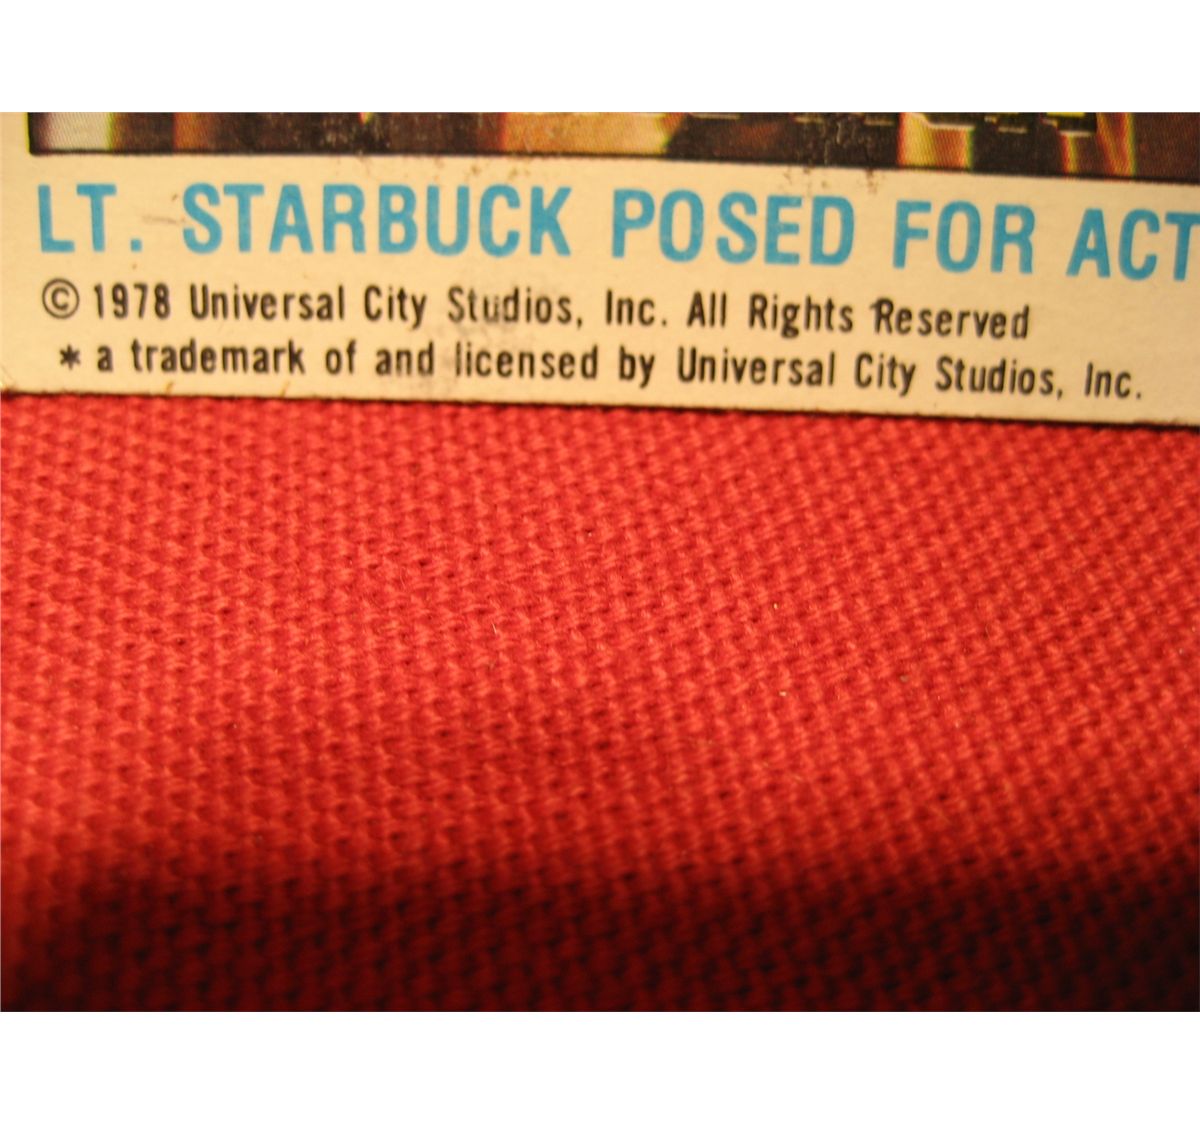 LT. STARBUCK POSED FOR ACT
© 1978 Universal City Studios, Inc. All Rights Reserved
* a trademark of and licensed by Universal City Studios, Inc.